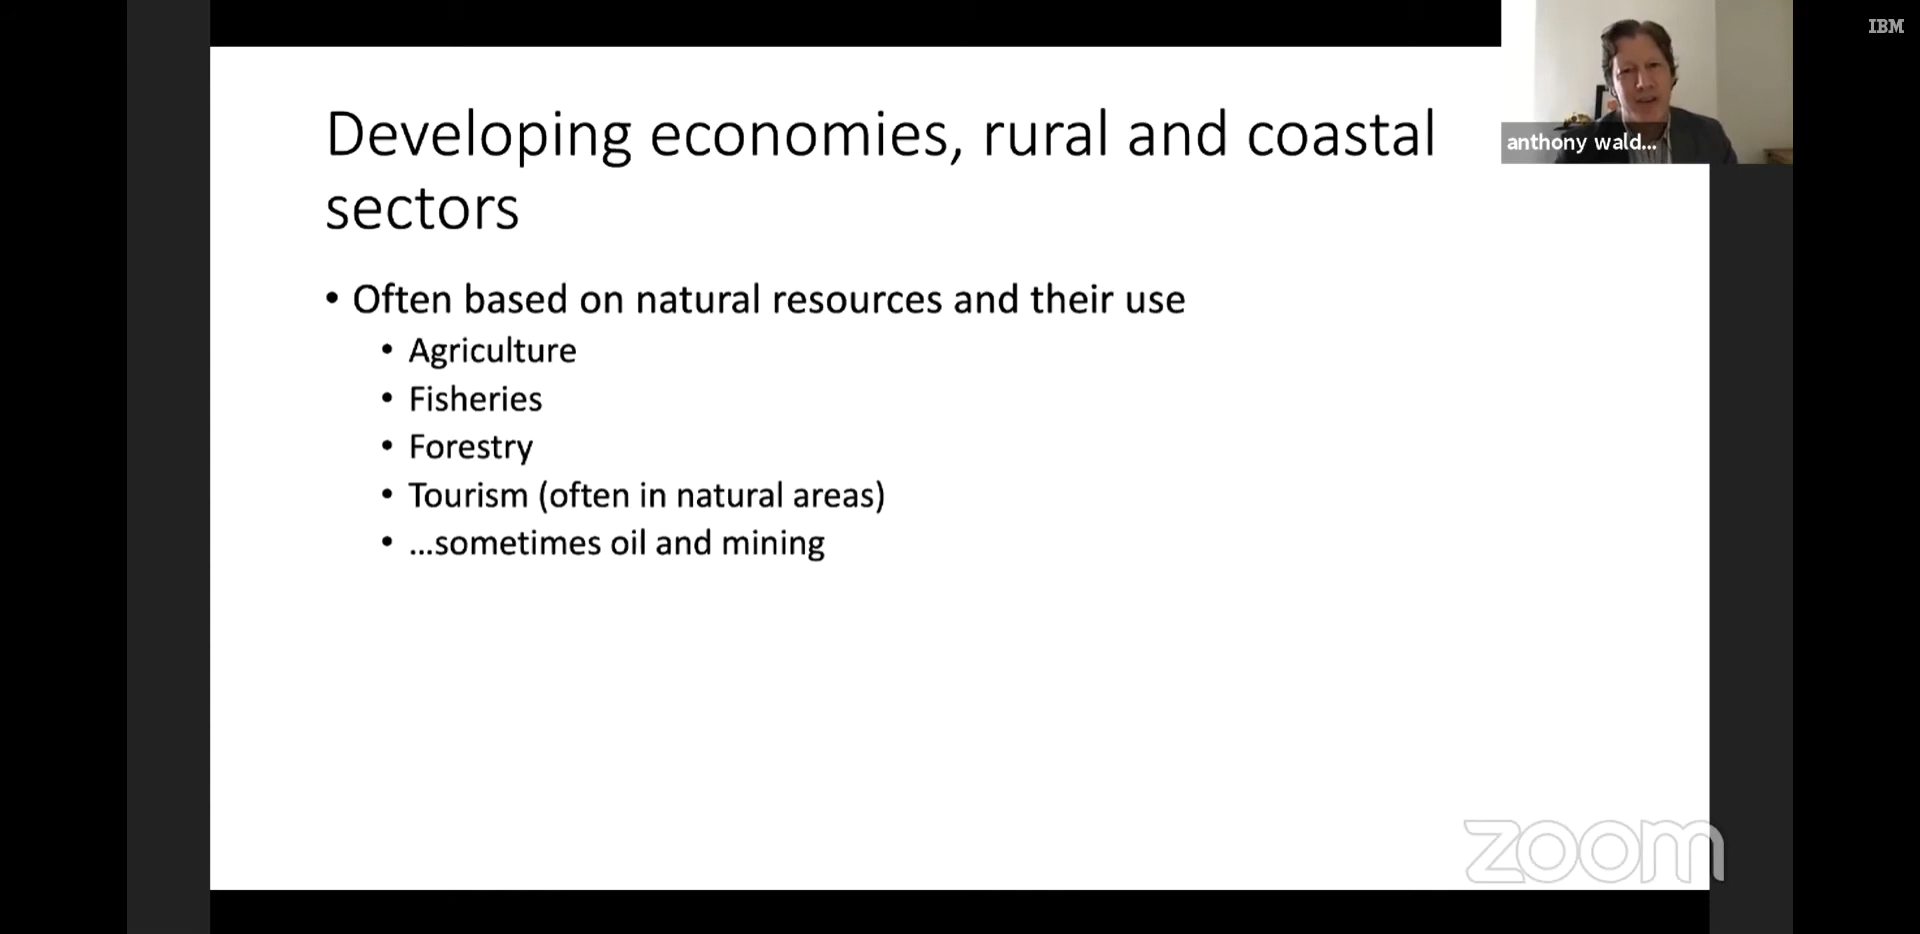 IBM
Developing economies, rural and coastal
sectors
anthony wald...
• Often based on natural resources and their use
• Agriculture
• Fisheries
• Forestry
• Tourism (often in natural areas)
• ...sometimes oil and mining
zoom